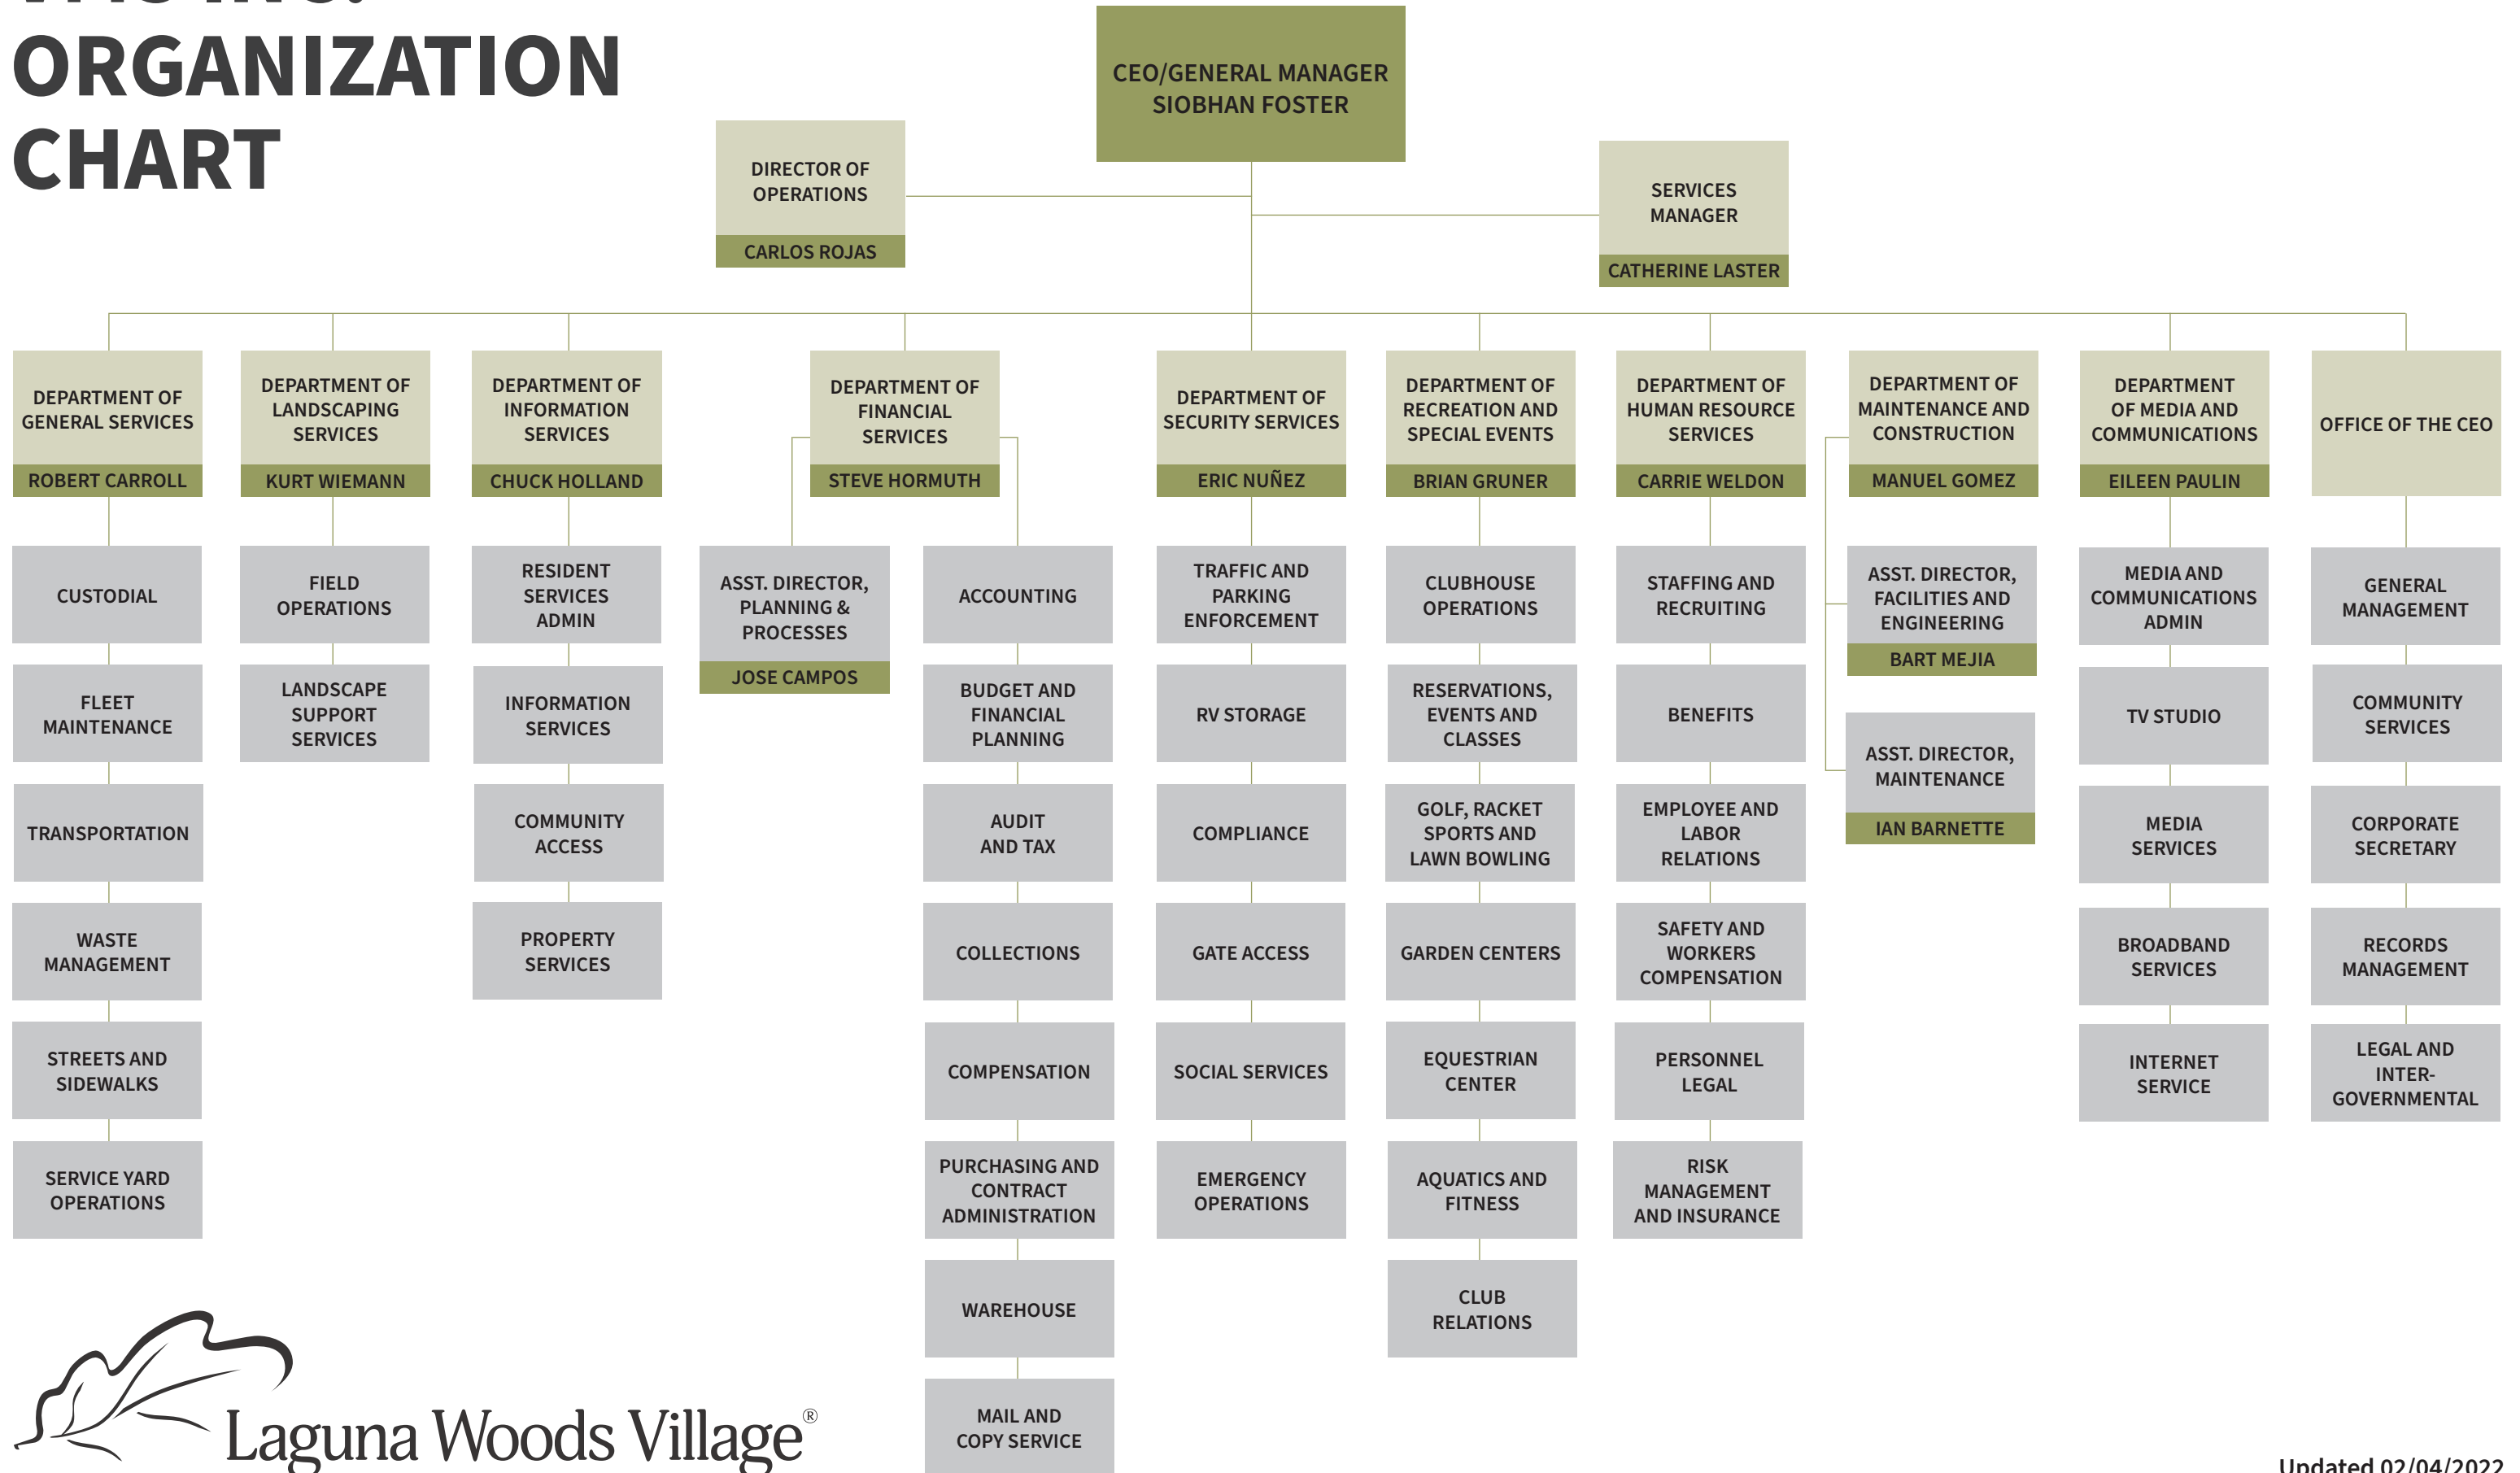 ORGANIZATION
CHART
CEO/GENERAL MANAGER
SIOBHAN FOSTER
DIRECTOR OF
OPERATIONS
CARLOS ROJAS
SERVICES
MANAGER
CATHERINE LASTER
DEPARTMENT OF
GENERAL SERVICES
ROBERT CARROLL
CUSTODIAL
FLEET
MAINTENANCE
TRANSPORTATION
WASTE
MANAGEMENT
STREETS AND
SIDEWALKS
SERVICE YARD
OPERATIONS
DEPARTMENT OF
LANDSCAPING
SERVICES
KURT WIEMANN
FIELD
OPERATIONS
LANDSCAPE
SUPPORT
SERVICES
DEPARTMENT OF
INFORMATION
SERVICES
CHUCK HOLLAND
RESIDENT
SERVICES
ADMIN
INFORMATION
SERVICES
COMMUNITY
ACCESS
PROPERTY
SERVICES
DEPARTMENT OF
FINANCIAL
SERVICES
STEVE HORMUTH
ASST. DIRECTOR,
PLANNING &
PROCESSES
JOSE CAMPOS
ACCOUNTING
BUDGET AND
FINANCIAL
PLANNING
AUDIT
AND TAX
COLLECTIONS
COMPENSATION
PURCHASING AND
CONTRACT
ADMINISTRATION
WAREHOUSE
MAIL AND
COPY SERVICE
DEPARTMENT OF
SECURITY SERVICES
ERIC NUÑEZ
TRAFFIC AND
PARKING
ENFORCEMENT
RV STORAGE
COMPLIANCE
GATE ACCESS
SOCIAL SERVICES
EMERGENCY
OPERATIONS
DEPARTMENT OF
RECREATION AND
SPECIAL EVENTS
BRIAN GRUNER
CLUBHOUSE
OPERATIONS
RESERVATIONS,
EVENTS AND
CLASSES
GOLF, RACKET
SPORTS AND
LAWN BOWLING
GARDEN CENTERS
EQUESTRIAN
CENTER
AQUATICS AND
FITNESS
CLUB
RELATIONS
DEPARTMENT OF
HUMAN RESOURCE
SERVICES
CARRIE WELDON
STAFFING AND
RECRUITING
BENEFITS
EMPLOYEE AND
LABOR
RELATIONS
SAFETY AND
WORKERS
COMPENSATION
PERSONNEL
LEGAL
RISK
MANAGEMENT
AND INSURANCE
DEPARTMENT OF
MAINTENANCE AND
CONSTRUCTION
MANUEL GOMEZ
ASST. DIRECTOR,
FACILITIES AND
ENGINEERING
BART MEJIA
ASST. DIRECTOR,
MAINTENANCE
IAN BARNETTE
DEPARTMENT
OF MEDIA AND
COMMUNICATIONS
EILEEN PAULIN
MEDIA AND
COMMUNICATIONS
ADMIN
TV STUDIO
MEDIA
SERVICES
BROADBAND
SERVICES
INTERNET
SERVICE
OFFICE OF THE CEO
GENERAL
MANAGEMENT
COMMUNITY
SERVICES
CORPORATE
SECRETARY
RECORDS
MANAGEMENT
LEGAL AND
INTER-
GOVERNMENTAL
Laguna Woods Village®
Updated 02/04/2022